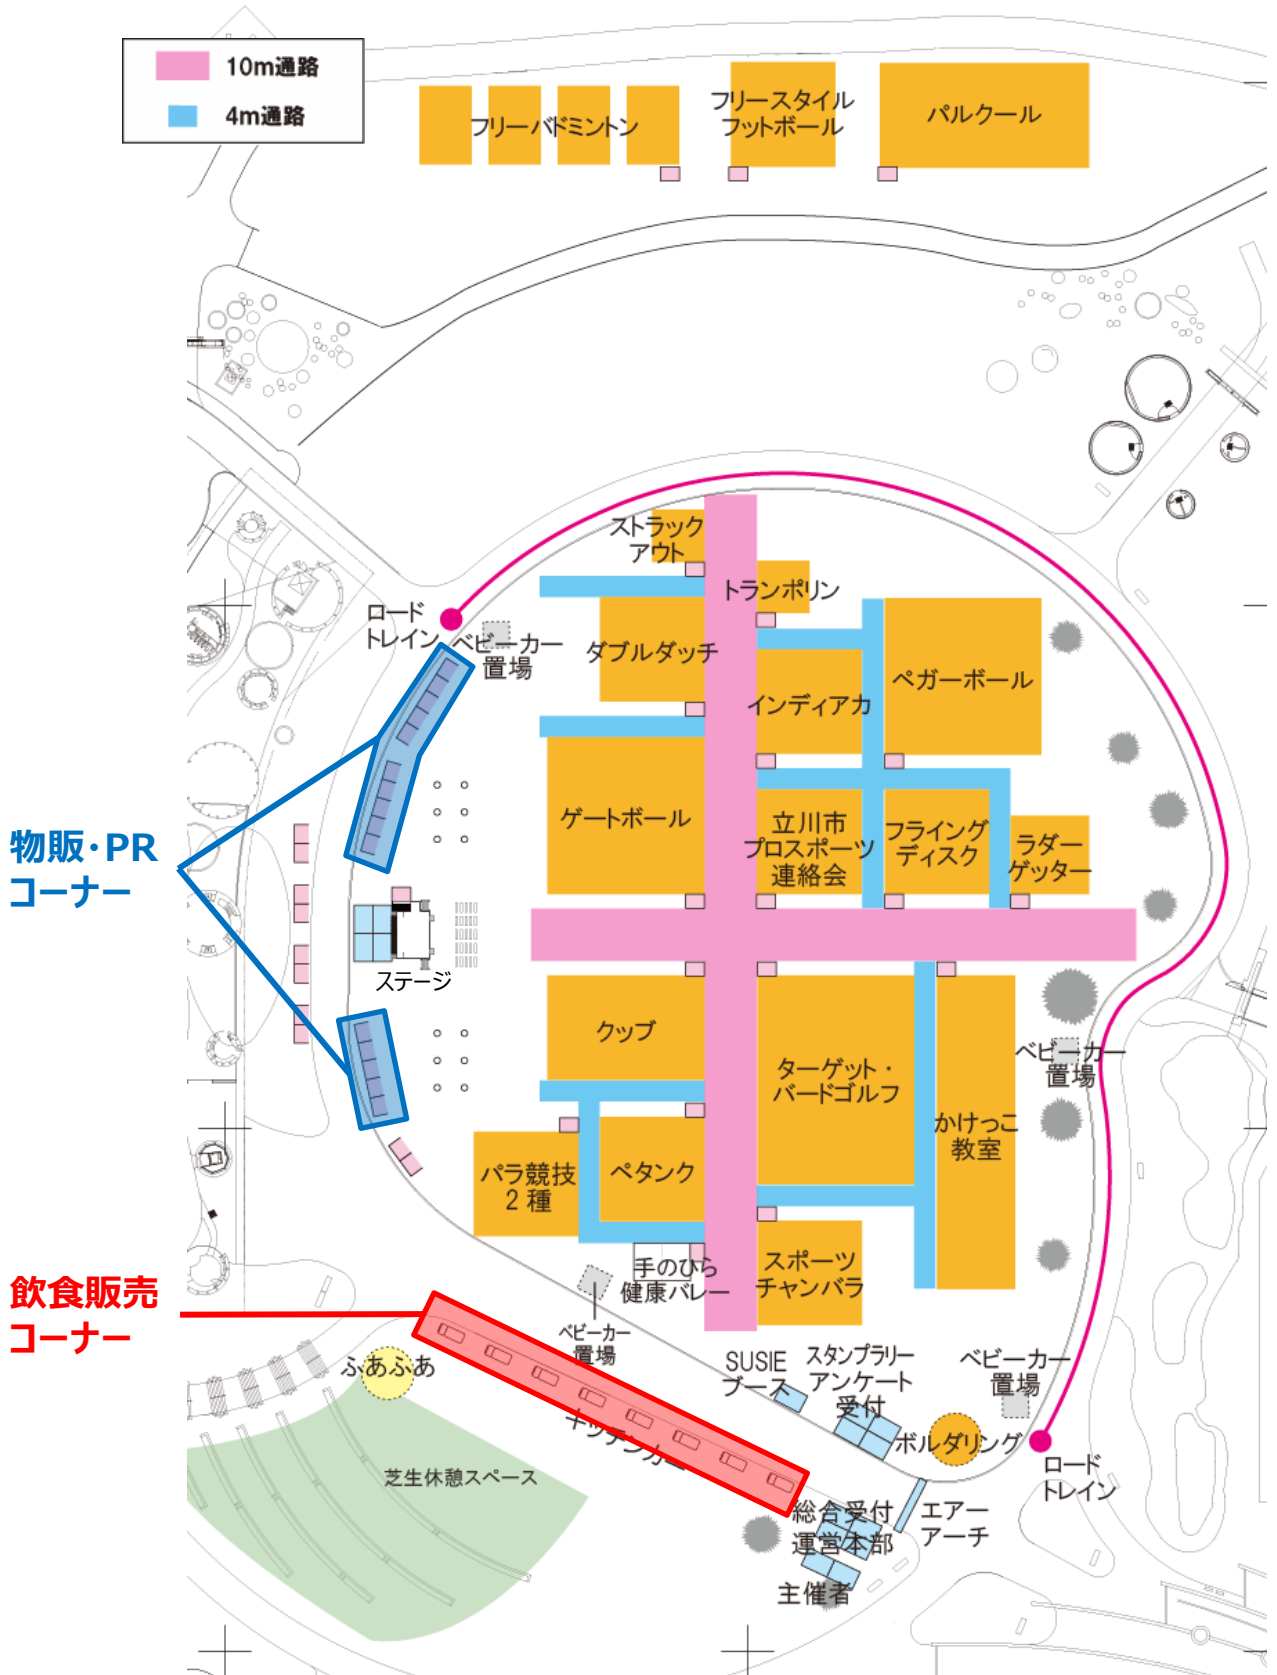 10m通路
4m通路
フリーバドミントン
フリースタイル
フットボール
パルクール
ストラック
アウト
トランポリン
ロード
トレイン
ベビーカー
置場
ダブルダッチ
インディアカ
ペガーボール
物販・PR
コーナー
ゲートボール
立川市
プロスポーツ
連絡会
フライング
ディスク
ラダー
ゲッター
ステージ
クッブ
ターゲット・
バードゴルフ
ベビーカー
置場
かけっこ
教室
パラ競技
2 種
ペタンク
手のひら
健康バレー
スポーツ
チャンバラ
飲食販売
コーナー
ベビーカー
置場
ふあふあ
SUSIE
ブース
スタンプラリー
アンケート
受付
ベビーカー
置場
キッチンカー
ボルダリング
芝生休憩スペース
ロード
トレイン
総合受付
運営本部
エアー
アーチ
主催者